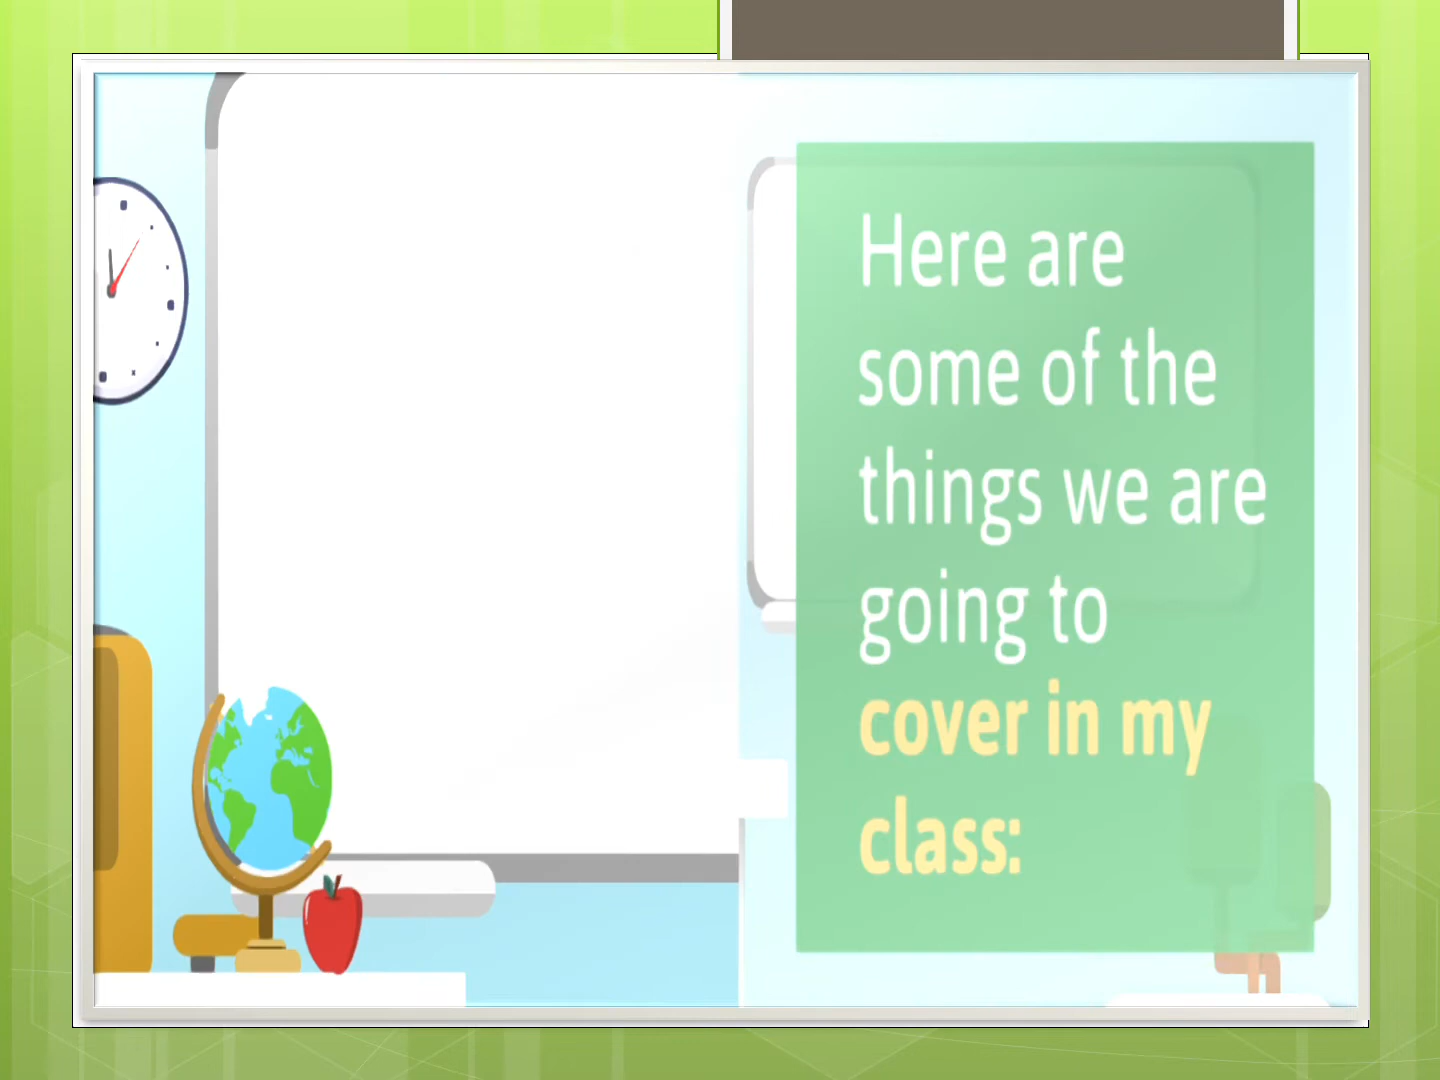 Here are
some of the
things we are
going to
cover in my
class: